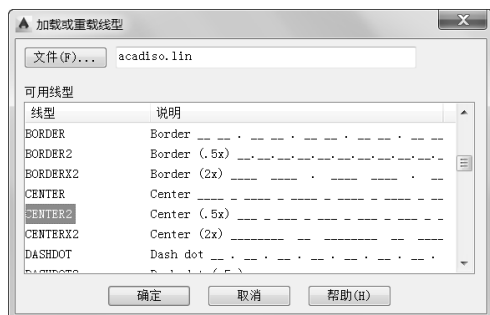 加载或重载线型
文件(F)... acadiso.lin
可用线型
线型 说明
BORDER Border __ __ . __ __ . __ __ . __ __ . __ __
BORDER2 Border (.5x) __.__.__.__.__.__.__.__.__._
BORDERX2 Border (2x) ____ ____ . ____ ____ . __
CENTER Center ____ _ ____ _ ____ _ ____ _ ____ _ ____
CENTER2 Center (.5x) ___ _ ___ _ ___ _ ___ _ ___ _ _
CENTERX2 Center (2x) ________ __ ________ __ ____
DASHDOT Dash dot __ . __ . __ . __ . __ . __ . __ .
确定 取消 帮助(H)